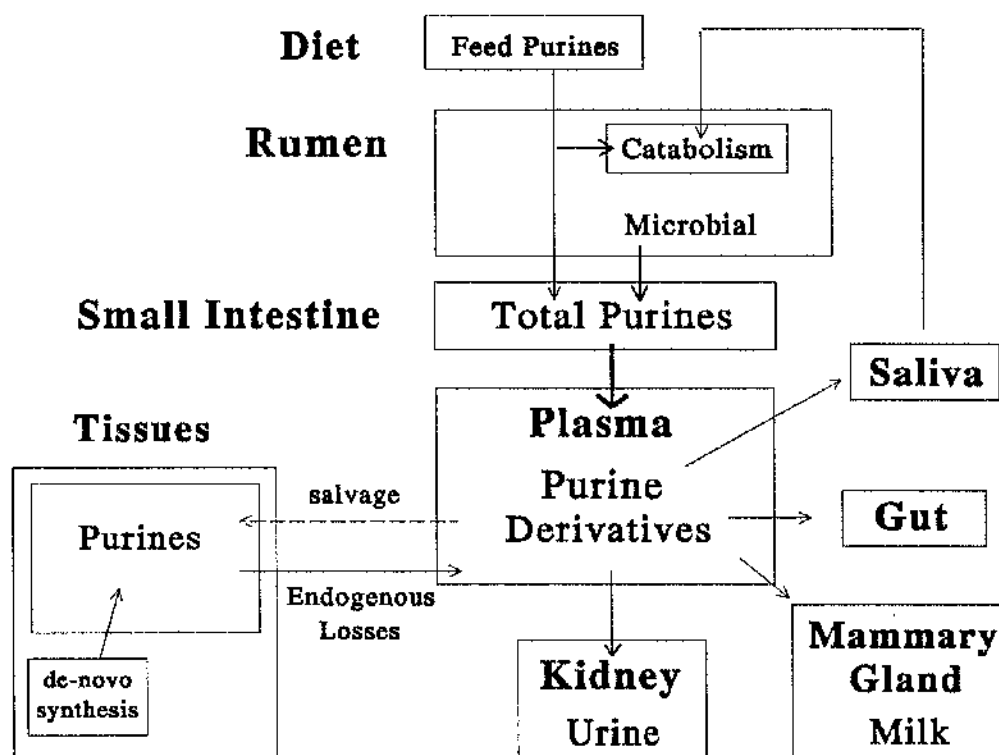 Diet
Feed Purines
Rumen
Catabolism
Microbial
Small Intestine
Total Purines
Saliva
Tissues
Plasma
Purine
Derivatives
salvage
Purines
Gut
Endogenous
Losses
de-novo
synthesis
Kidney
Urine
Mammary
Gland
Milk